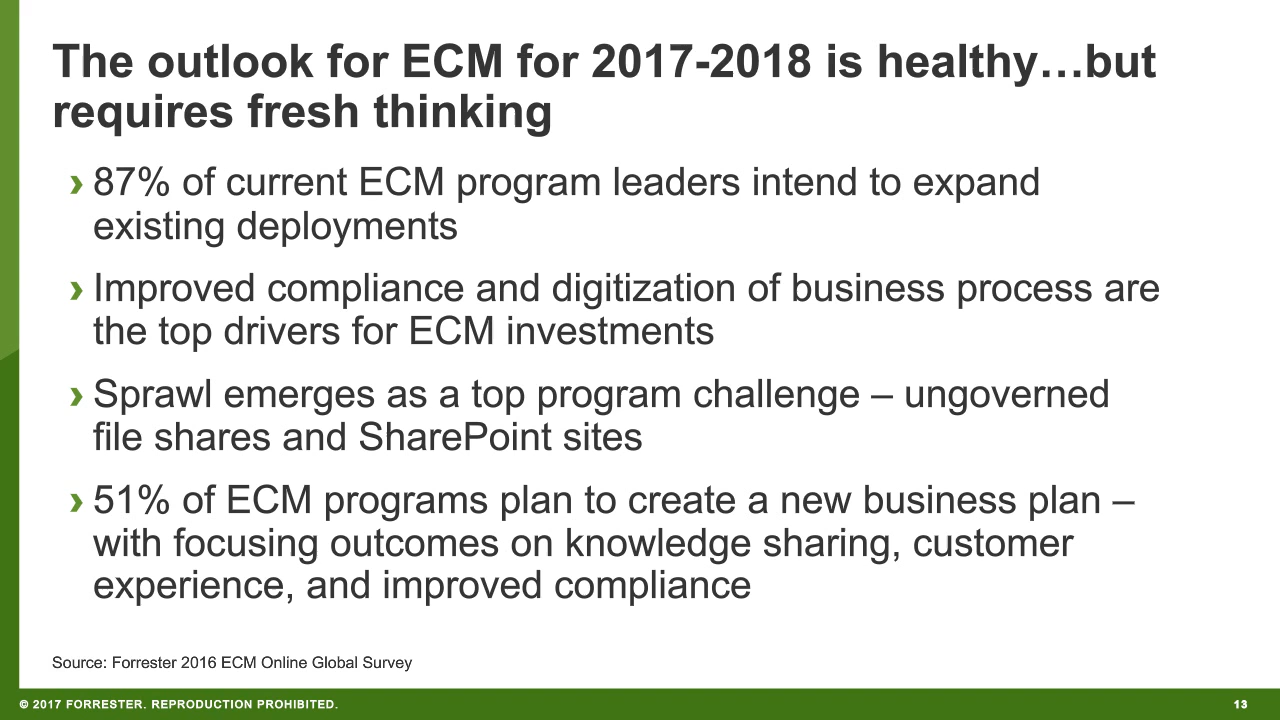 The outlook for ECM for 2017-2018 is healthy…but
requires fresh thinking
› 87% of current ECM program leaders intend to expand
existing deployments
› Improved compliance and digitization of business process are
the top drivers for ECM investments
› Sprawl emerges as a top program challenge – ungoverned
file shares and SharePoint sites
› 51% of ECM programs plan to create a new business plan –
with focusing outcomes on knowledge sharing, customer
experience, and improved compliance
Source: Forrester 2016 ECM Online Global Survey
© 2017 FORRESTER. REPRODUCTION PROHIBITED.
13